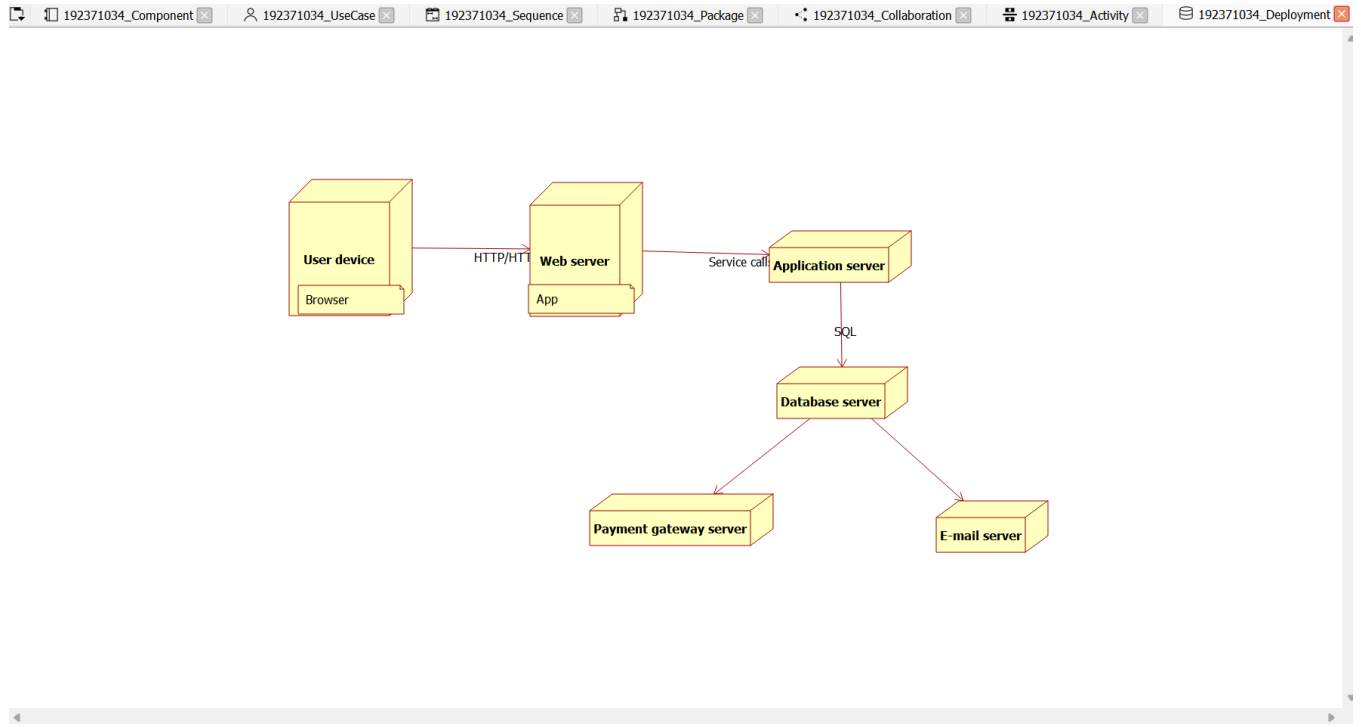 192371034_Component
192371034_UseCase
192371034_Sequence
192371034_Package
192371034_Collaboration
192371034_Activity
192371034_Deployment
User device
Browser
HTTP/HTT
Web server
App
Service calls
Application server
SQL
Database server
Payment gateway server
E-mail server